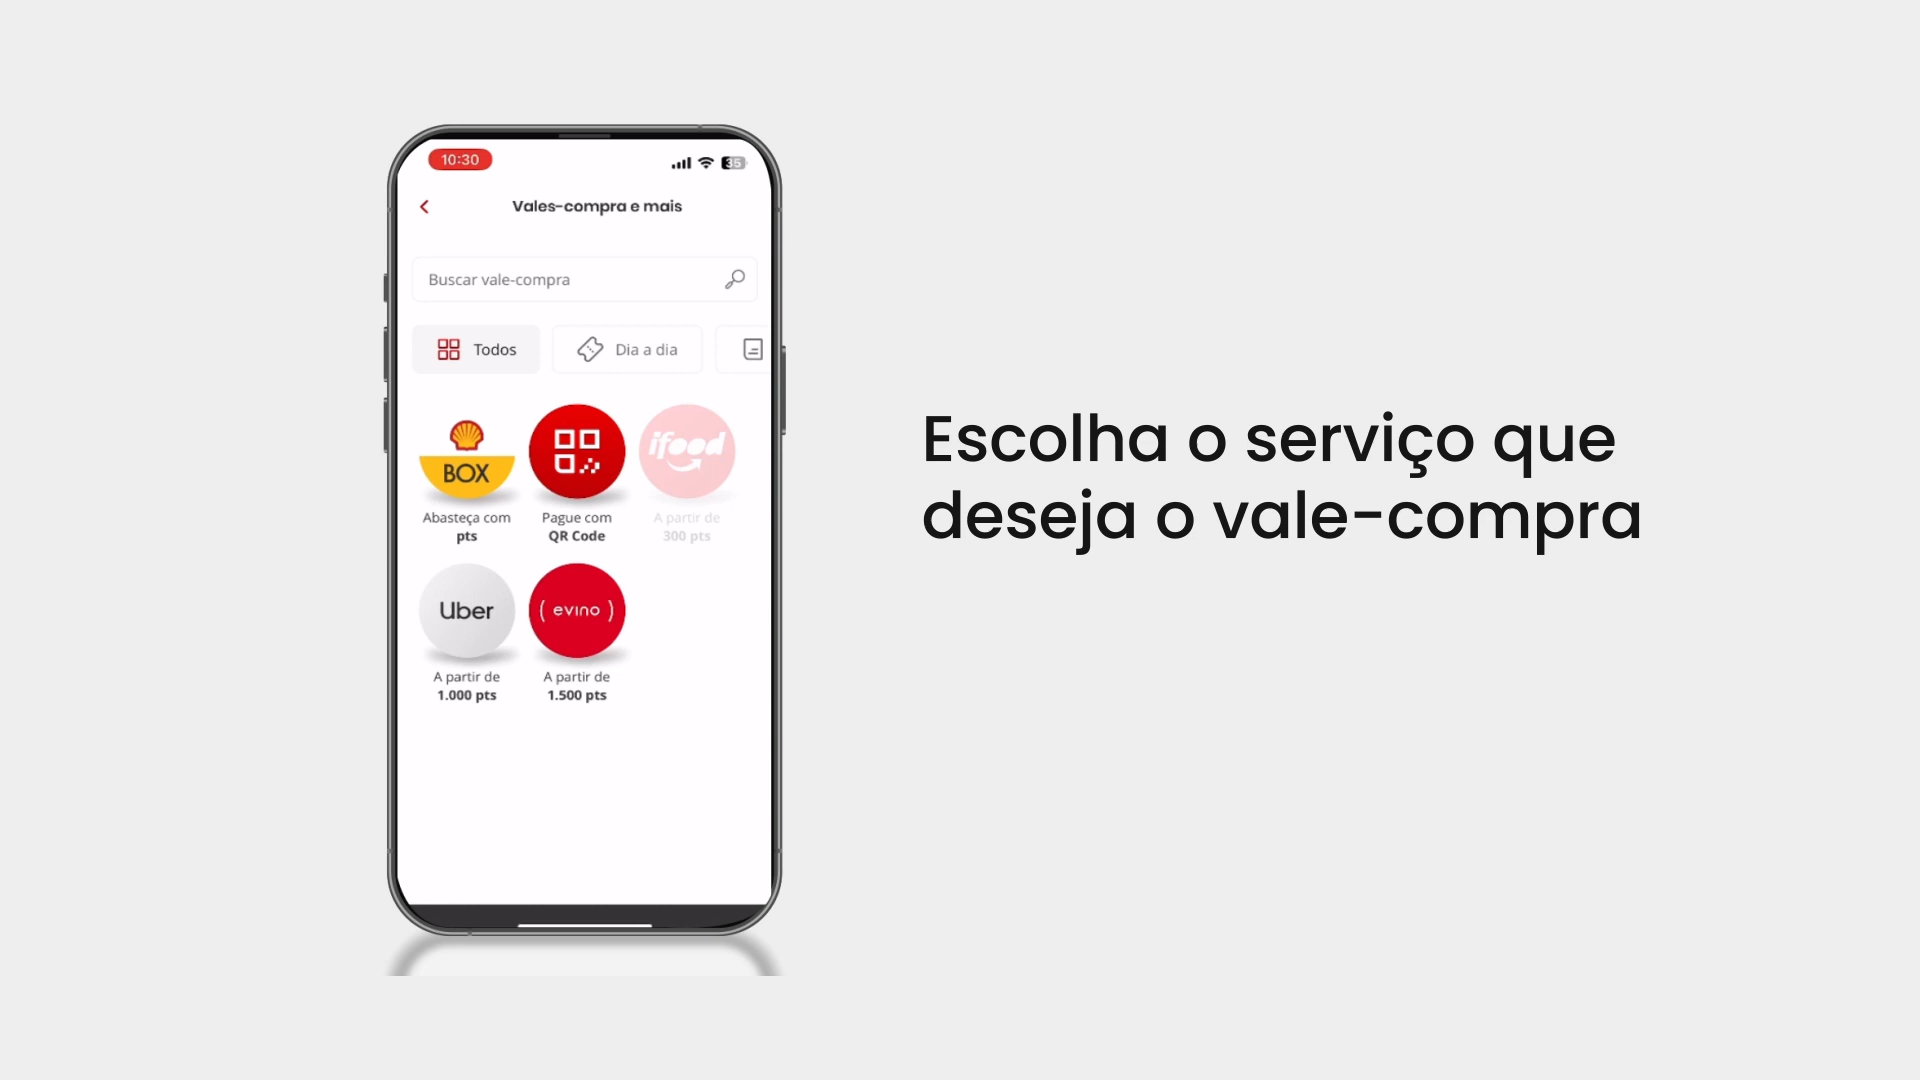 10:30
35
Vales-compra e mais
Buscar vale-compra
Todos
Dia a dia
BOX
ifood
Abasteça com
pts
Pague com
QR Code
A partir de
300 pts
Uber
( evino )
A partir de
1.000 pts
A partir de
1.500 pts
Escolha o serviço que
deseja o vale-compra